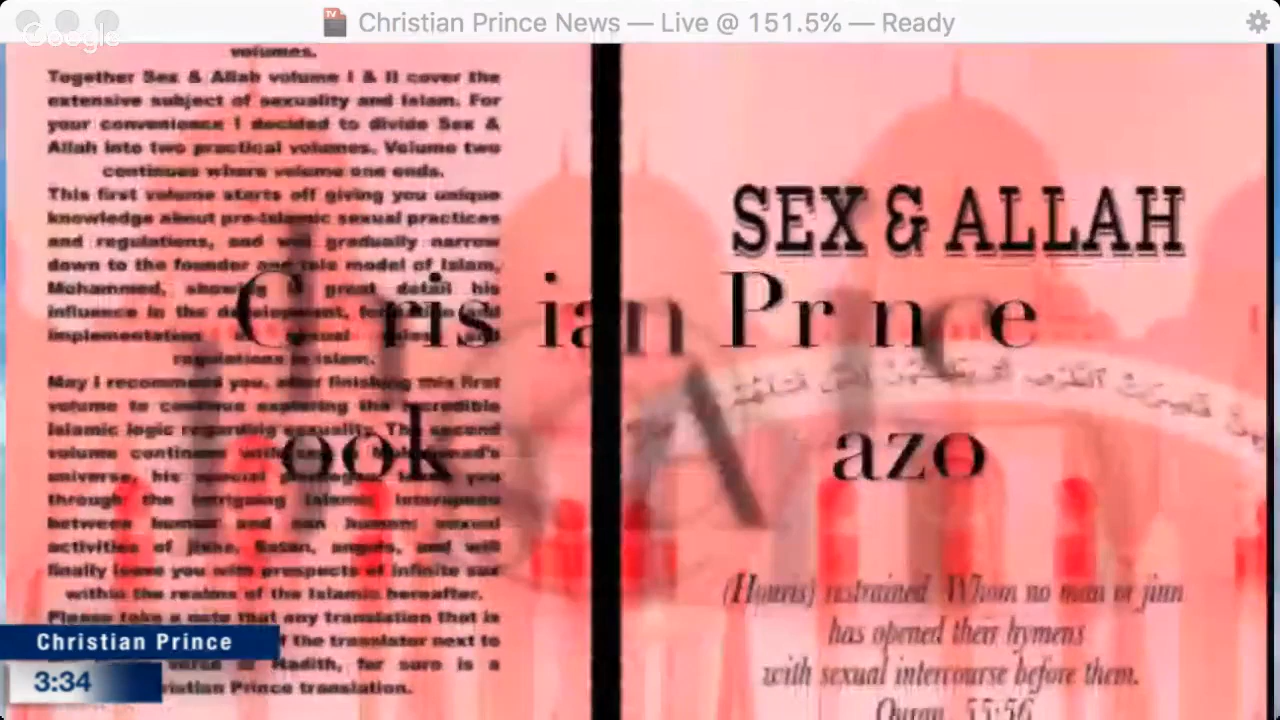 Christian Prince News — Live @ 151.5% — Ready
Google
volumes.
Together Sex & Allah volume I & II cover the
extensive subject of sexuality and Islam. For
your convenience I decided to divide Sex &
Allah into two practical volumes. Volume two
continues where volume one ends.
This first volume starts off giving you unique
knowledge about pre-Islamic sexual practices
and regulations, and will gradually narrow
down to the founder and role model of Islam,
Mohammed, showing in great detail his
influence in the development,
implementation
regulations in Islam.
May I recommend you, after finishing this first
volume to continue exploring the incredible
Islamic logic regarding sexuality. The second
volume continues
universe, his you
through the intriguing Islamic
between human and non human sexual
activities of jinns, Satan, angels, and will
finally leave you with prospects of infinite sex
within the realms of the Islamic hereafter.
Please take a note that any translation that is
of the translator next to
Hadith, for sure is a
Christian Prince translation.
SEX & ALLAH
Chris ian Pr nce
ook
azo
(Houris) restrained. Whom no man or jinn
has opened their hymens
with sexual intercourse before them.
Quran 55:56
Christian Prince
3:34